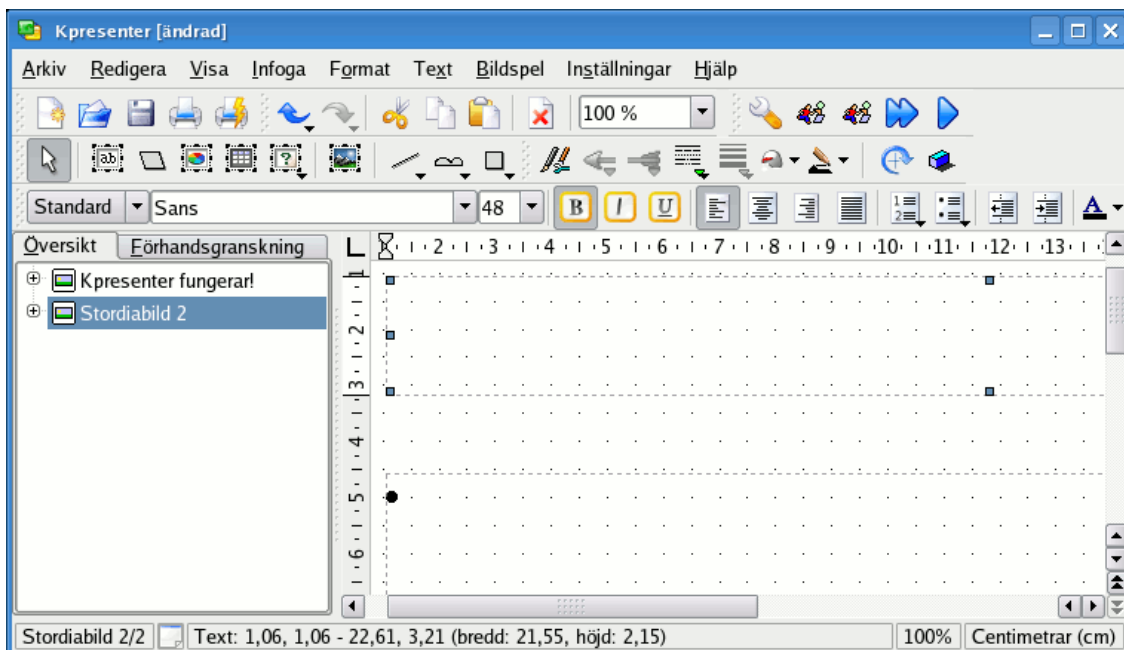 Kpresenter [ändrad]
Arkiv Redigera Visa Infoga Format Text Bildspel Inställningar Hjälp
100 %
ab ?
Standard Sans 48 B I U A
Översikt Förhandsgranskning
L 2 3 4 5 6 7 8 9 10 11 12 13
Kpresenter fungerar!
Stordiabild 2
1
2
3
4
5
6
Stordiabild 2/2 Text: 1,06, 1,06 - 22,61, 3,21 (bredd: 21,55, höjd: 2,15) 100% Centimetrar (cm)